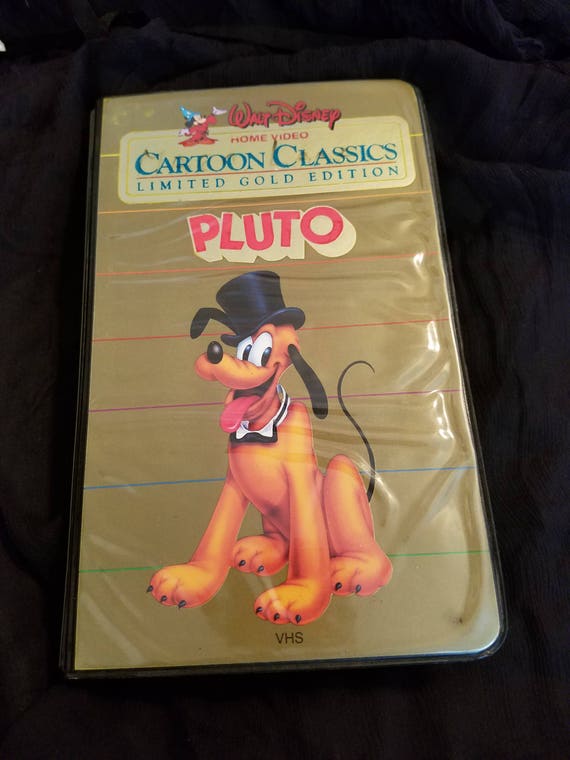 WALT DISNEY
HOME VIDEO
CARTOON CLASSICS
LIMITED GOLD EDITION
PLUTO
VHS